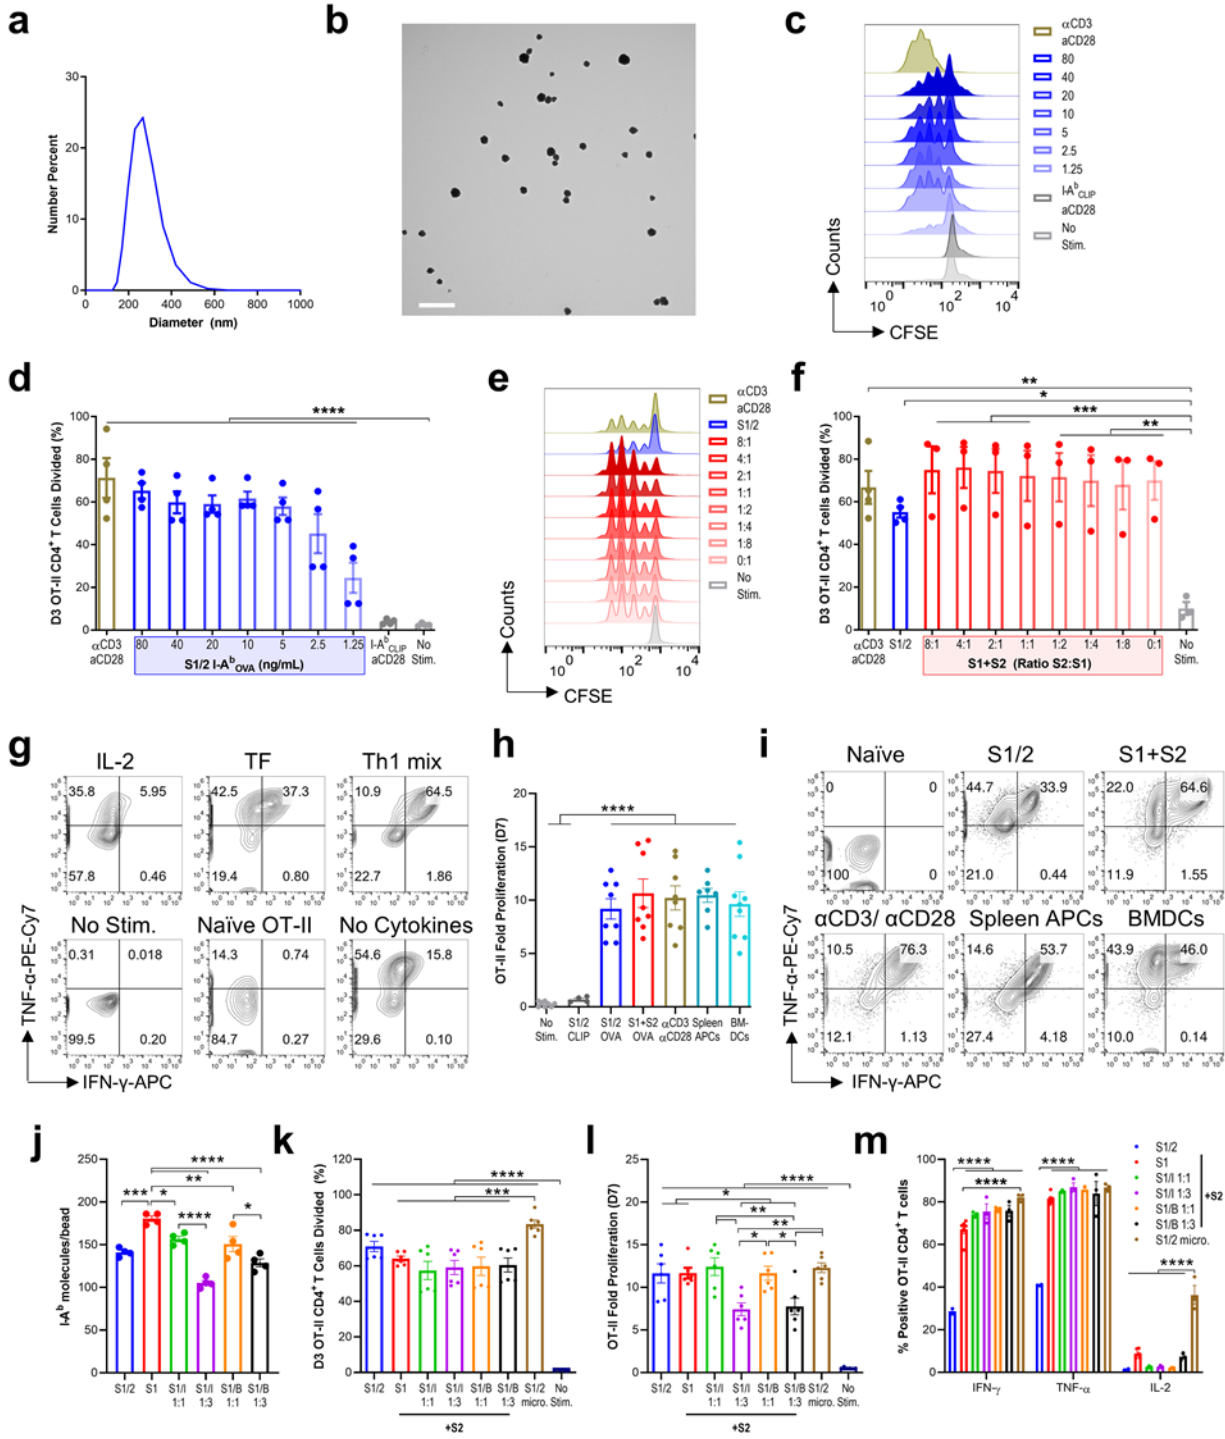 a
Number Percent
30
20
10
0
0 200 400 600 800 1000
Diameter (nm)
b
c
Counts
CFSE
10 0 10 2 10 4
αCD3
aCD28
80
40
20
10
5
2.5
1.25
I-Ab CLIP
aCD28
No
Stim.
d
D3 OT-II CD4+ T Cells Divided (%)
100
80
60
40
20
0
****
αCD3
aCD28
80 40 20 10 5 2.5 1.25
S1/2 I-Ab OVA (ng/mL)
I-Ab CLIP
aCD28
No
Stim.
e
Counts
CFSE
10 0 10 2 10 4
αCD3
aCD28
S1/2
8:1
4:1
2:1
1:1
1:2
1:4
1:8
0:1
No
Stim.
f
D3 OT-II CD4+ T cells Divided (%)
100
80
60
40
20
0
**
*
***
**
αCD3
aCD28
S1/2
8:1 4:1 2:1 1:1 1:2 1:4 1:8 0:1
S1+S2 (Ratio S2:S1)
No
Stim.
g
TNF-α-PE-Cy7
IFN-γ-APC
IL-2
35.8 5.95
57.8 0.46
TF
42.5 37.3
19.4 0.80
Th1 mix
10.9 64.5
22.7 1.86
No Stim.
0.31 0.018
99.5 0.20
Naïve OT-II
14.3 0.74
84.7 0.27
No Cytokines
54.6 15.8
29.6 0.10
h
OT-II Fold Proliferation (D7)
20
15
10
5
0
****
No
Stim.
S1/2
CLIP
S1/2
OVA
S1+S2
OVA
αCD3
αCD28
Spleen
APCs
BM-
DCs
i
TNF-α-PE-Cy7
IFN-γ-APC
Naïve
0 0
100 0
S1/2
44.7 33.9
21.0 0.44
S1+S2
22.0 64.6
11.9 1.55
αCD3/ αCD28
10.5 76.3
12.1 1.13
Spleen APCs
14.6 53.7
27.4 4.18
BMDCs
43.9 46.0
10.0 0.14
j
I-Ab molecules/bead
250
200
150
100
50
0
****
**
*** * ****
*
S1/2
S1
S1/I
1:1
S1/I
1:3
S1/B
1:1
S1/B
1:3
k
D3 OT-II CD4+ T Cells Divided (%)
120
100
80
60
40
20
0
****
***
S1/2
S1
S1/I
1:1
S1/I
1:3
S1/B
1:1
S1/B
1:3
S1/2
micro.
No
Stim.
+S2
l
OT-II Fold Proliferation (D7)
25
20
15
10
5
0
****
*
**
**
* *
S1/2
S1
S1/I
1:1
S1/I
1:3
S1/B
1:1
S1/B
1:3
S1/2
micro.
No
Stim.
+S2
m
% Positive OT-II CD4+ T cells
100
80
60
40
20
0
**** ****
****
****
IFN-γ TNF-α IL-2
S1/2
S1
S1/I 1:1
S1/I 1:3
S1/B 1:1
S1/B 1:3
S1/2 micro.
+S2